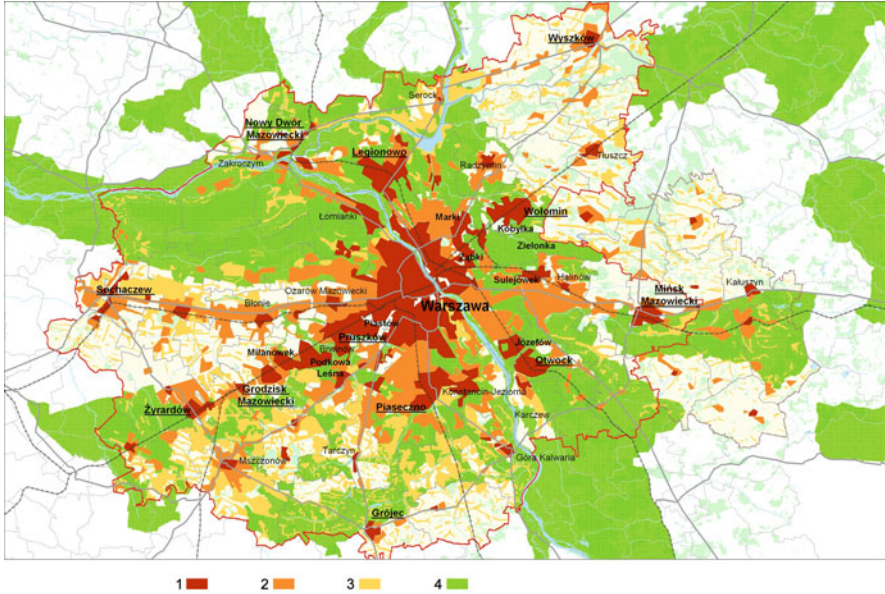 Wyszków
Serock
Nowy Dwór
Mazowiecki
Legionowo
Zakroczym
Radzymin
Tłuszcz
Łomianki
Marki
Wołomin
Kobyłka
Zielonka
Ząbki
Sulejówek
Halinów
Sochaczew
Ożarów Mazowiecki
Mińsk
Mazowiecki
Kałuszyn
Błonie
Warszawa
Piastów
Pruszków
Józefów
Milanówek
Brwinów
Podkowa
Leśna
Otwock
Grodzisk
Mazowiecki
Konstancin-Jeziorna
Żyrardów
Piaseczno
Karczew
Tarczyn
Góra Kalwaria
Mszczonów
Grójec
1 2 3 4